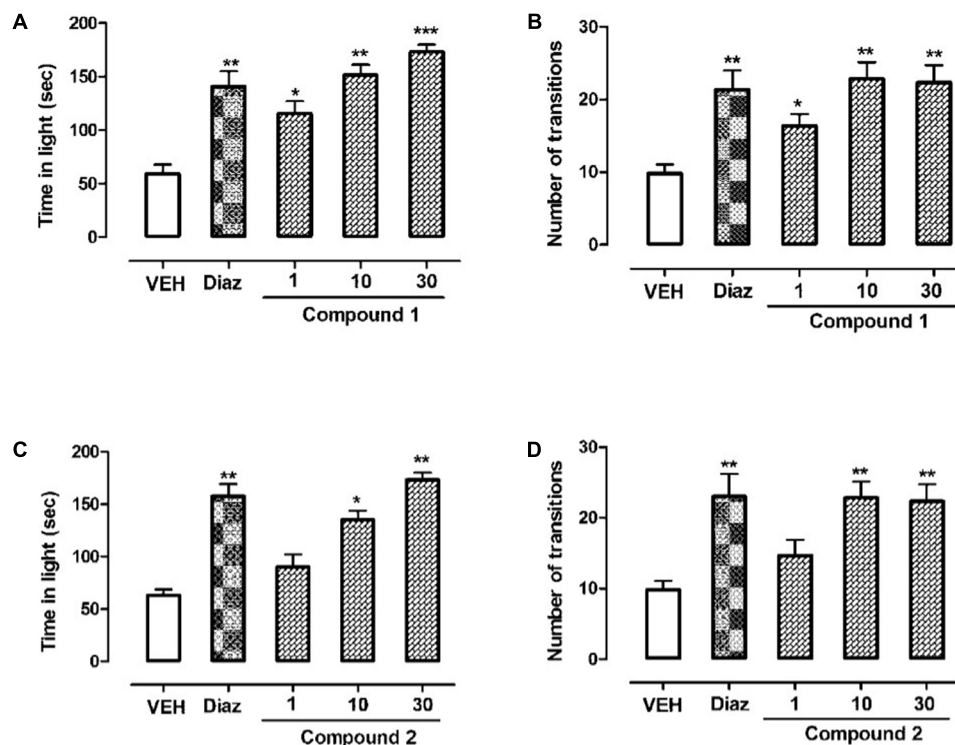 A
Time in light (sec)
200
150
100
50
0
**
*
**
***
VEH Diaz 1 10 30
Compound 1
B
Number of transitions
30
20
10
0
**
*
**
**
VEH Diaz 1 10 30
Compound 1
C
Time in light (sec)
200
150
100
50
0
**
*
**
VEH Diaz 1 10 30
Compound 2
D
Number of transitions
30
20
10
0
**
**
**
VEH Diaz 1 10 30
Compound 2